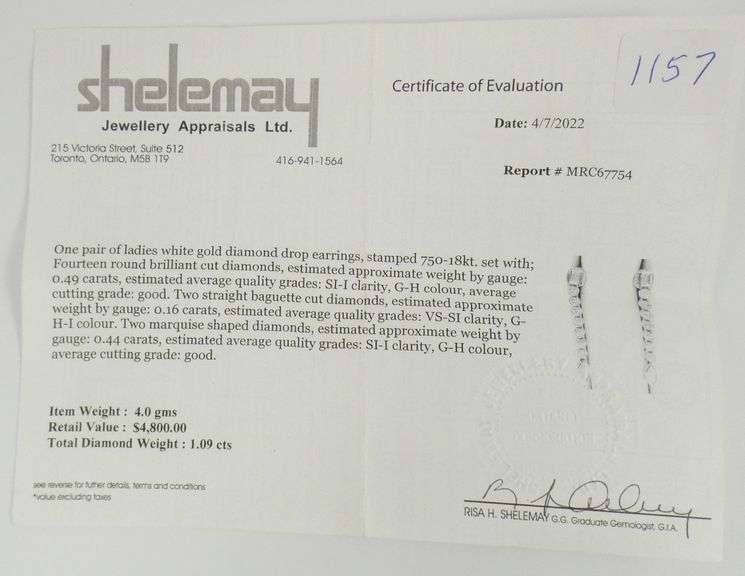 shelemay
Jewellery Appraisals Ltd.
215 Victoria Street, Suite 512
Toronto, Ontario, M5B 1T9
416-941-1564
Certificate of Evaluation
1157
Date: 4/7/2022
Report # MRC67754
One pair of ladies white gold diamond drop earrings, stamped 750-18kt. set with;
Fourteen round brilliant cut diamonds, estimated approximate weight by gauge:
0.49 carats, estimated average quality grades: SI-I clarity, G-H colour, average
cutting grade: good. Two straight baguette cut diamonds, estimated approximate
weight by gauge: 0.16 carats, estimated average quality grades: VS-SI clarity, G-
H-I colour. Two marquise shaped diamonds, estimated approximate weight by
gauge: 0.44 carats, estimated average quality grades: SI-I clarity, G-H colour,
average cutting grade: good.
Item Weight : 4.0 gms
Retail Value : $4,800.00
Total Diamond Weight : 1.09 cts
see reverse for futher details, terms and conditions
*value excluding taxes
RISA H. SHELEMAY G.G. Graduate Gemologist, G.I.A.